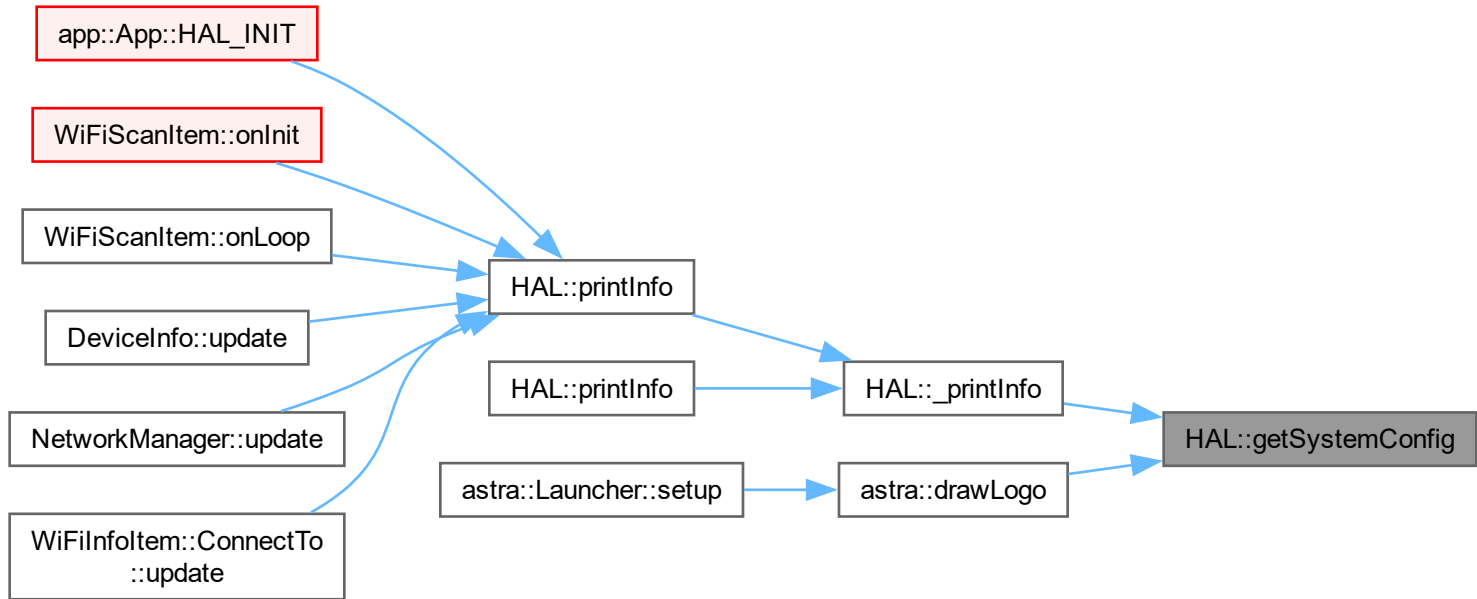 app::App::HAL_INIT
WiFiScanItem::onInit
WiFiScanItem::onLoop
HAL::printInfo
DeviceInfo::update
HAL::printInfo
HAL::_printInfo
NetworkManager::update
HAL::getSystemConfig
astra::Launcher::setup
astra::drawLogo
WiFiInfoItem::ConnectTo
::update